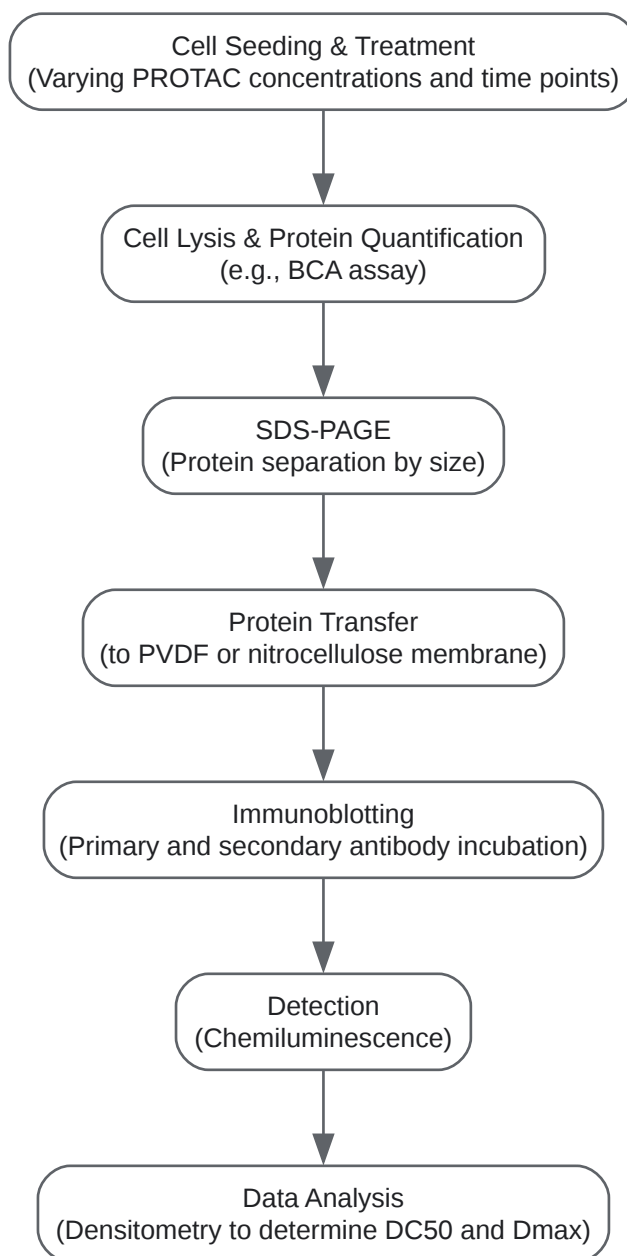 Cell Seeding & Treatment
(Varying PROTAC concentrations and time points)
Cell Lysis & Protein Quantification
(e.g., BCA assay)
SDS-PAGE
(Protein separation by size)
Protein Transfer
(to PVDF or nitrocellulose membrane)
Immunoblotting
(Primary and secondary antibody incubation)
Detection
(Chemiluminescence)
Data Analysis
(Densitometry to determine DC50 and Dmax)